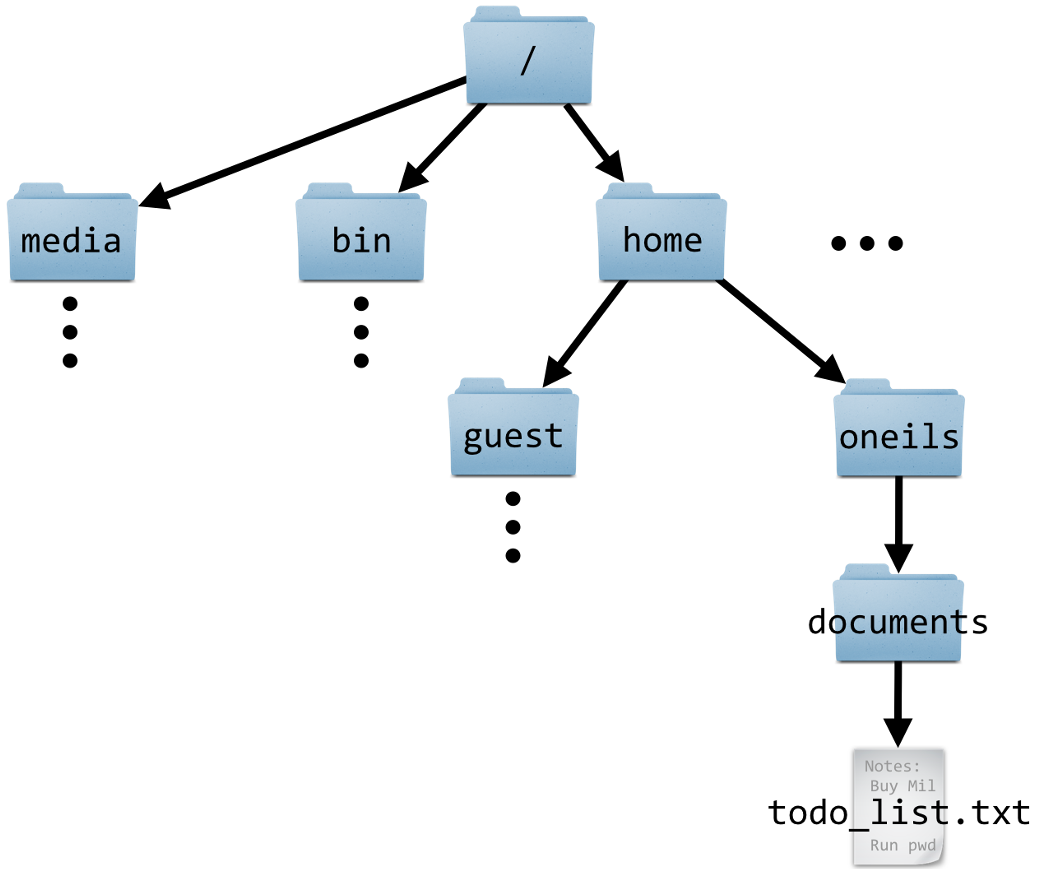 /
media
bin
home
guest
oneils
documents
Notes:
Buy Mil
todo_list.txt
Run pwd